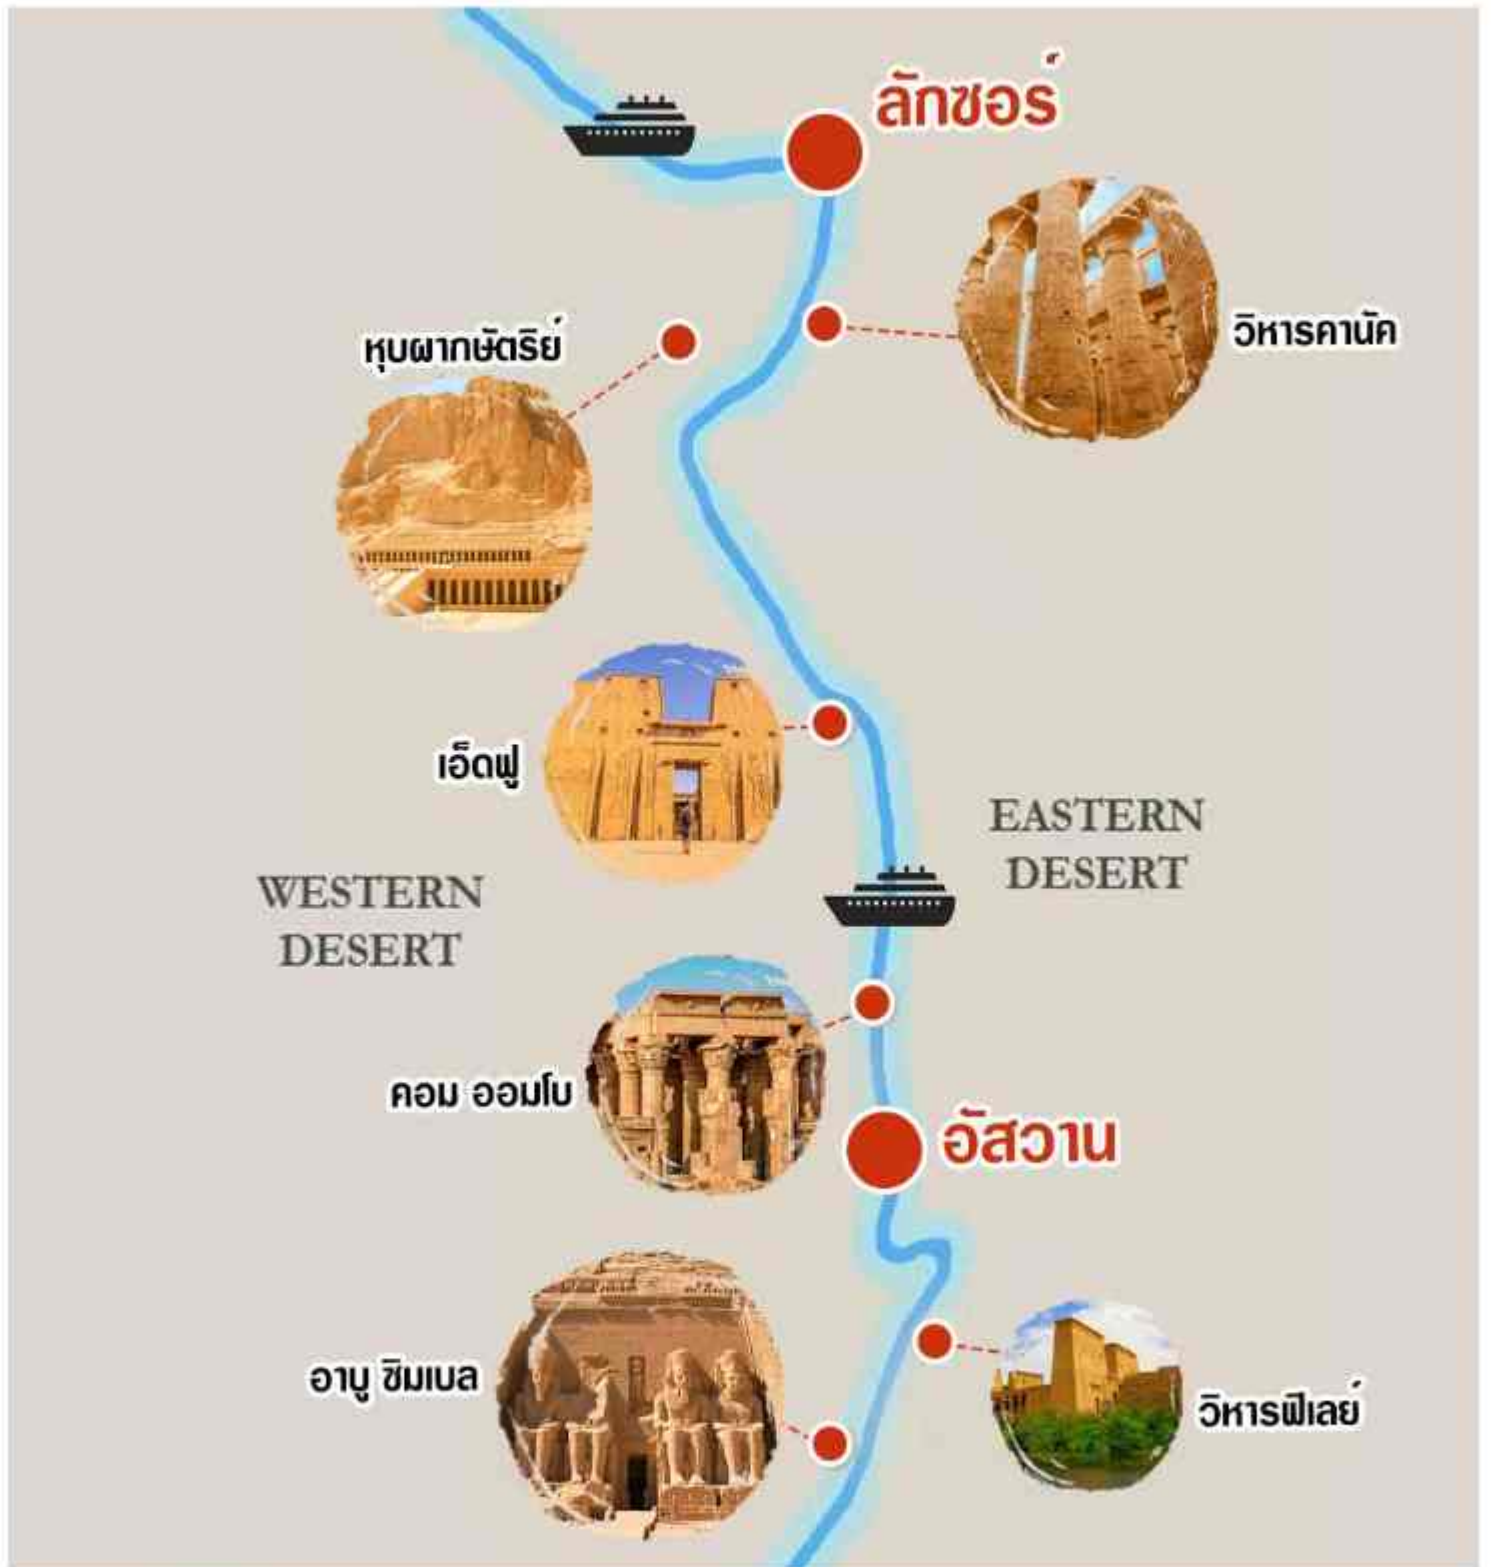 ลักซอร์
วิหารคานัค
หุบผากษัตริย์
เอ็ดฟู
EASTERN
DESERT
WESTERN
DESERT
คอม ออมโบ
อัสวาน
อาบู ซิมเบล
วิหารฟิเลย์